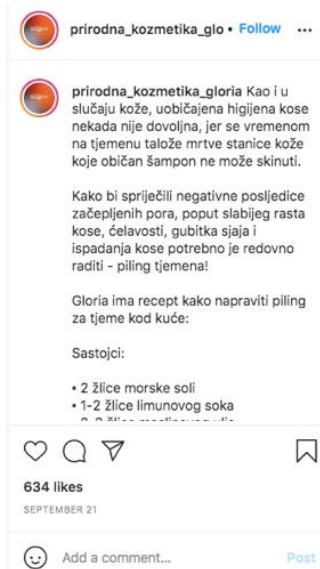 prirodna_kozmetika_glo • Follow •••
prirodna_kozmetika_gloria Kao i u
slučaju kože, uobičajena higijena kose
nekada nije dovoljna, jer se vremenom
na tjemenu talože mrtve stanice kože
koje običan šampon ne može skinuti.
Kako bi spriječili negativne posljedice
začepljenih pora, poput slabijeg rasta
kose, ćelavosti, gubitka sjaja i
ispadanja kose potrebno je redovno
raditi - piling tjemena!
Gloria ima recept kako napraviti piling
za tjeme kod kuće:
Sastojci:
• 2 žlice morske soli
• 1-2 žlice limunovog soka
634 likes
SEPTEMBER 21
Add a comment...
Post